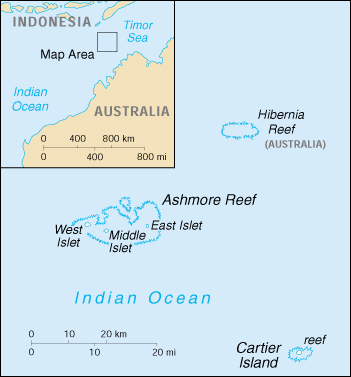 INDONESIA
Timor
Sea
Map Area
Indian
Ocean
AUSTRALIA
0 400 800 km
0 400 800 mi
Hibernia
Reef
(AUSTRALIA)
Ashmore Reef
West
Islet
Middle
Islet
East Islet
Indian Ocean
0 10 20 km
0 10 20 mi
Cartier
Island
reef